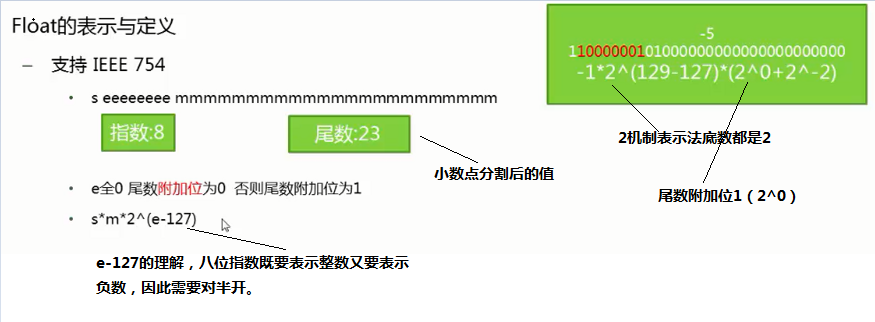 Float的表示与定义
– 支持 IEEE 754
• s eeeeeeee mmmmmmmmmmmmmmmmmmmmmmm
指数:8
尾数:23
小数点分割后的值
• e全0 尾数附加位为0 否则尾数附加位为1
• s*m*2^(e-127)
e-127的理解，八位指数既要表示整数又要表示
负数，因此需要对半开。
-5
11000000101000000000000000000000
-1*2^(129-127)*(2^0+2^-2)
2机制表示法底数都是2
尾数附加位1（2^0）